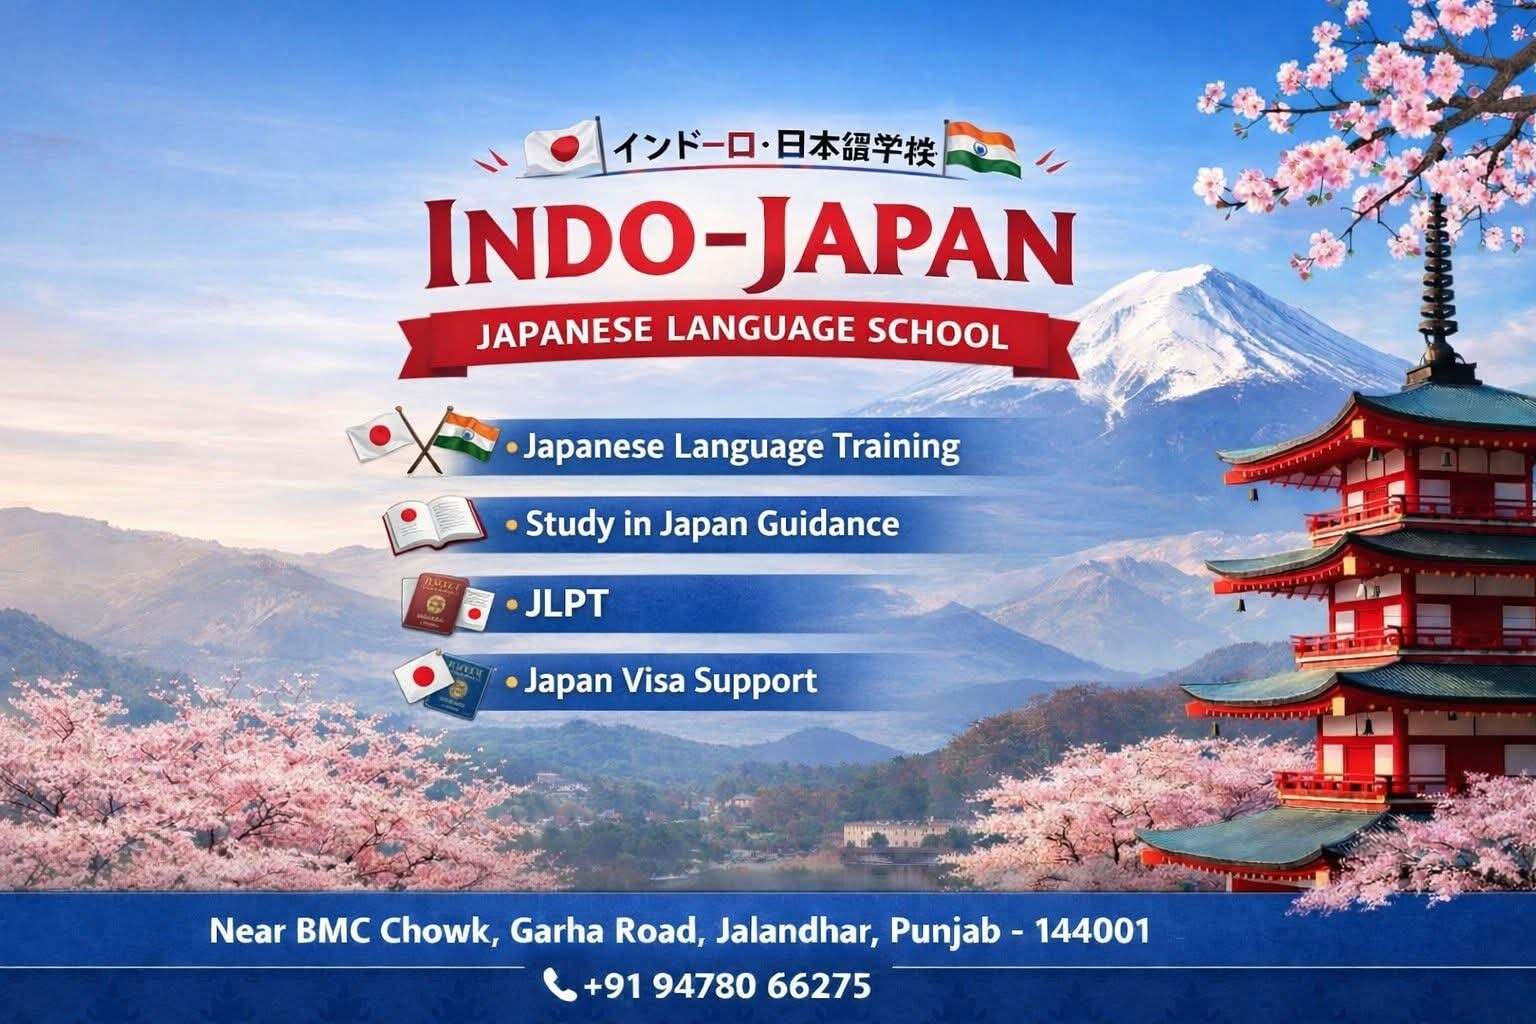 インドーロ・日本語学校
INDO-JAPAN
JAPANESE LANGUAGE SCHOOL
• Japanese Language Training
• Study in Japan Guidance
• JLPT
• Japan Visa Support
Near BMC Chowk, Garha Road, Jalandhar, Punjab - 144001
+91 94780 66275